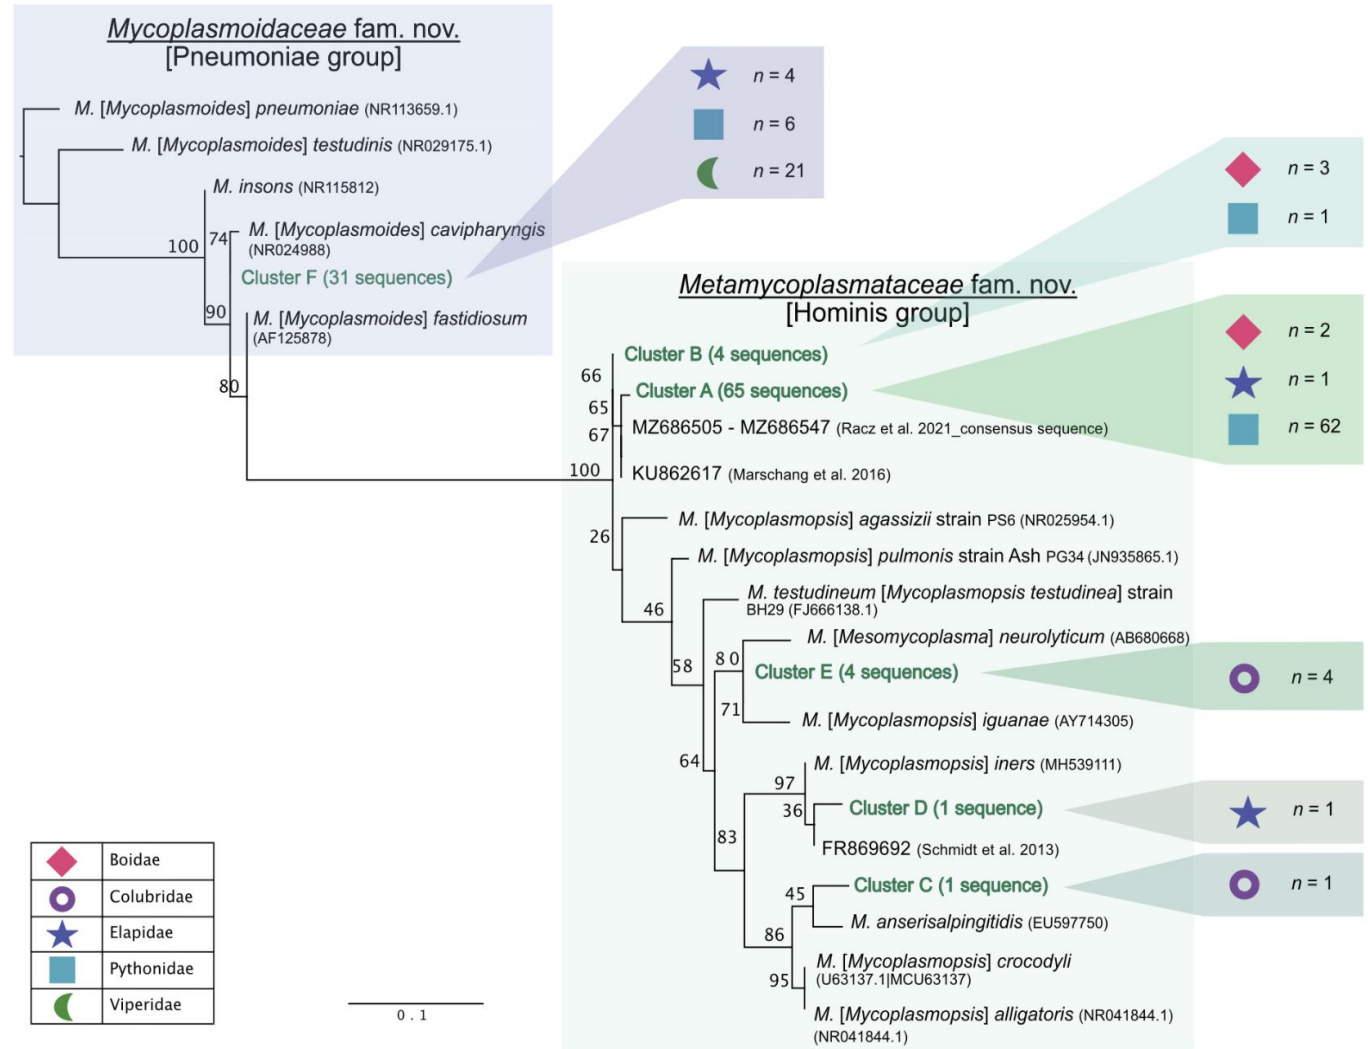 Mycoplasmoidaceae fam. nov.
[Pneumoniae group]
M. [Mycoplasmoides] pneumoniae (NR113659.1)
M. [Mycoplasmoides] testudinis (NR029175.1)
M. insons (NR115812)
M. [Mycoplasmoides] cavipharyngis
(NR024988)
Cluster F (31 sequences)
M. [Mycoplasmoides] fastidiosum
(AF125878)
100
74
90
80
n = 4
n = 6
n = 21
Metamycoplasmataceae fam. nov.
[Hominis group]
Cluster B (4 sequences)
Cluster A (65 sequences)
MZ686505 - MZ686547 (Racz et al. 2021_consensus sequence)
KU862617 (Marschang et al. 2016)
M. [Mycoplasmopsis] agassizii strain PS6 (NR025954.1)
M. [Mycoplasmopsis] pulmonis strain Ash PG34 (JN935865.1)
M. testudineum [Mycoplasmopsis testudinea] strain
BH29 (FJ666138.1)
M. [Mesomycoplasma] neurolyticum (AB680668)
Cluster E (4 sequences)
M. [Mycoplasmopsis] iguanae (AY714305)
M. [Mycoplasmopsis] iners (MH539111)
Cluster D (1 sequence)
FR869692 (Schmidt et al. 2013)
Cluster C (1 sequence)
M. anserisalpingitidis (EU597750)
M. [Mycoplasmopsis] crocodyli
(U63137.1|MCU63137)
M. [Mycoplasmopsis] alligatoris (NR041844.1)
(NR041844.1)
66
65
67
100
26
46
58
80
71
64
97
36
83
45
86
95
n = 3
n = 1
n = 2
n = 1
n = 62
n = 4
n = 1
n = 1
Boidae
Colubridae
Elapidae
Pythonidae
Viperidae
0.1